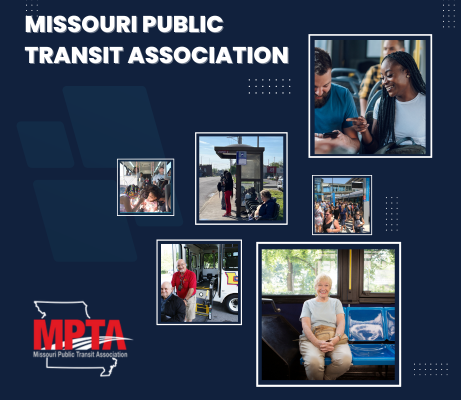 MISSOURI PUBLIC
TRANSIT ASSOCIATION
MPTA
Missouri Public Transit Association